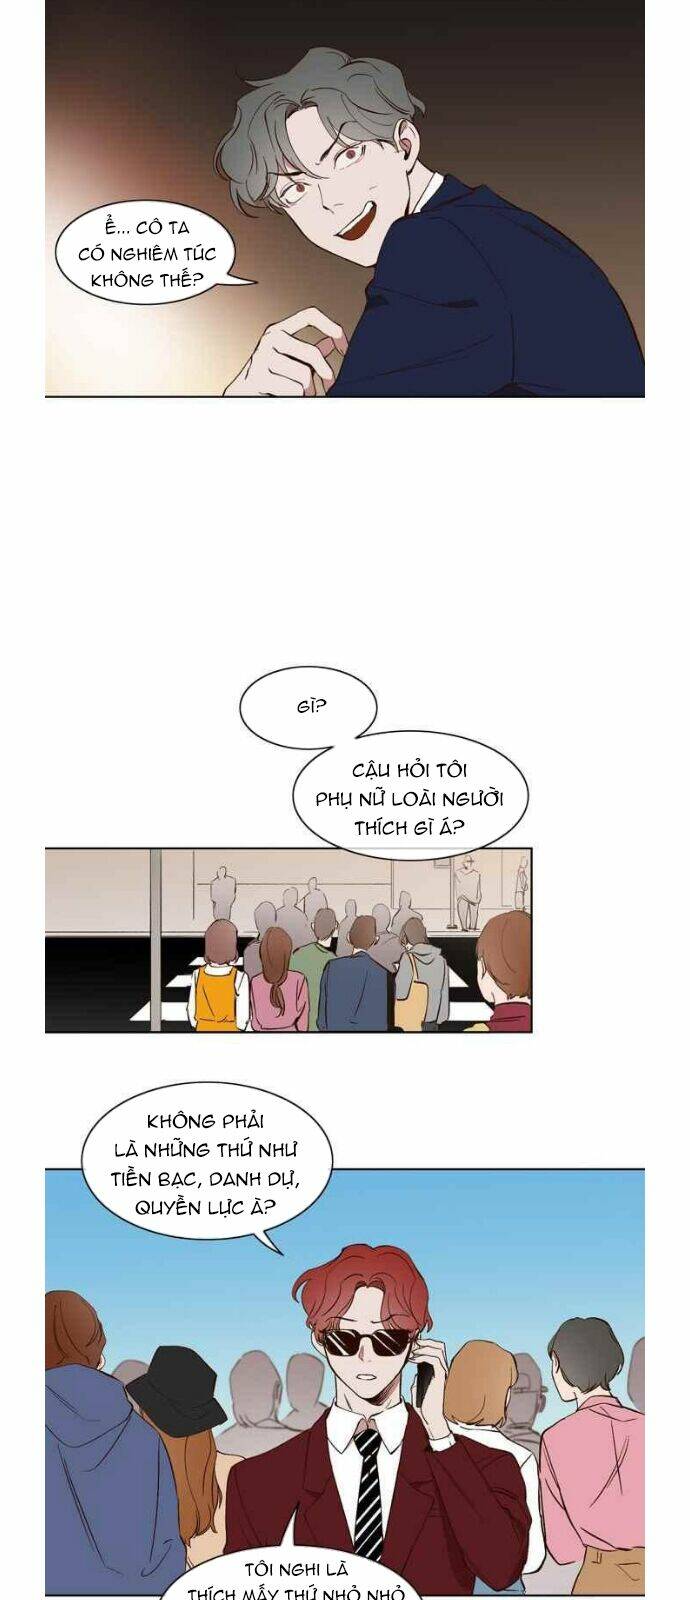 Ể... CÔ TA
CÓ NGHIÊM TÚC
KHÔNG THẾ?
GÌ?
CẬU HỎI TÔI
PHỤ NỮ LOÀI NGƯỜI
THÍCH GÌ Á?
KHÔNG PHẢI
LÀ NHỮNG THỨ NHƯ
TIỀN BẠC, DANH DỰ,
QUYỀN LỰC À?
TÔI NGHI LÀ
THÍCH MẤY THỨ NHỎ NHỎ